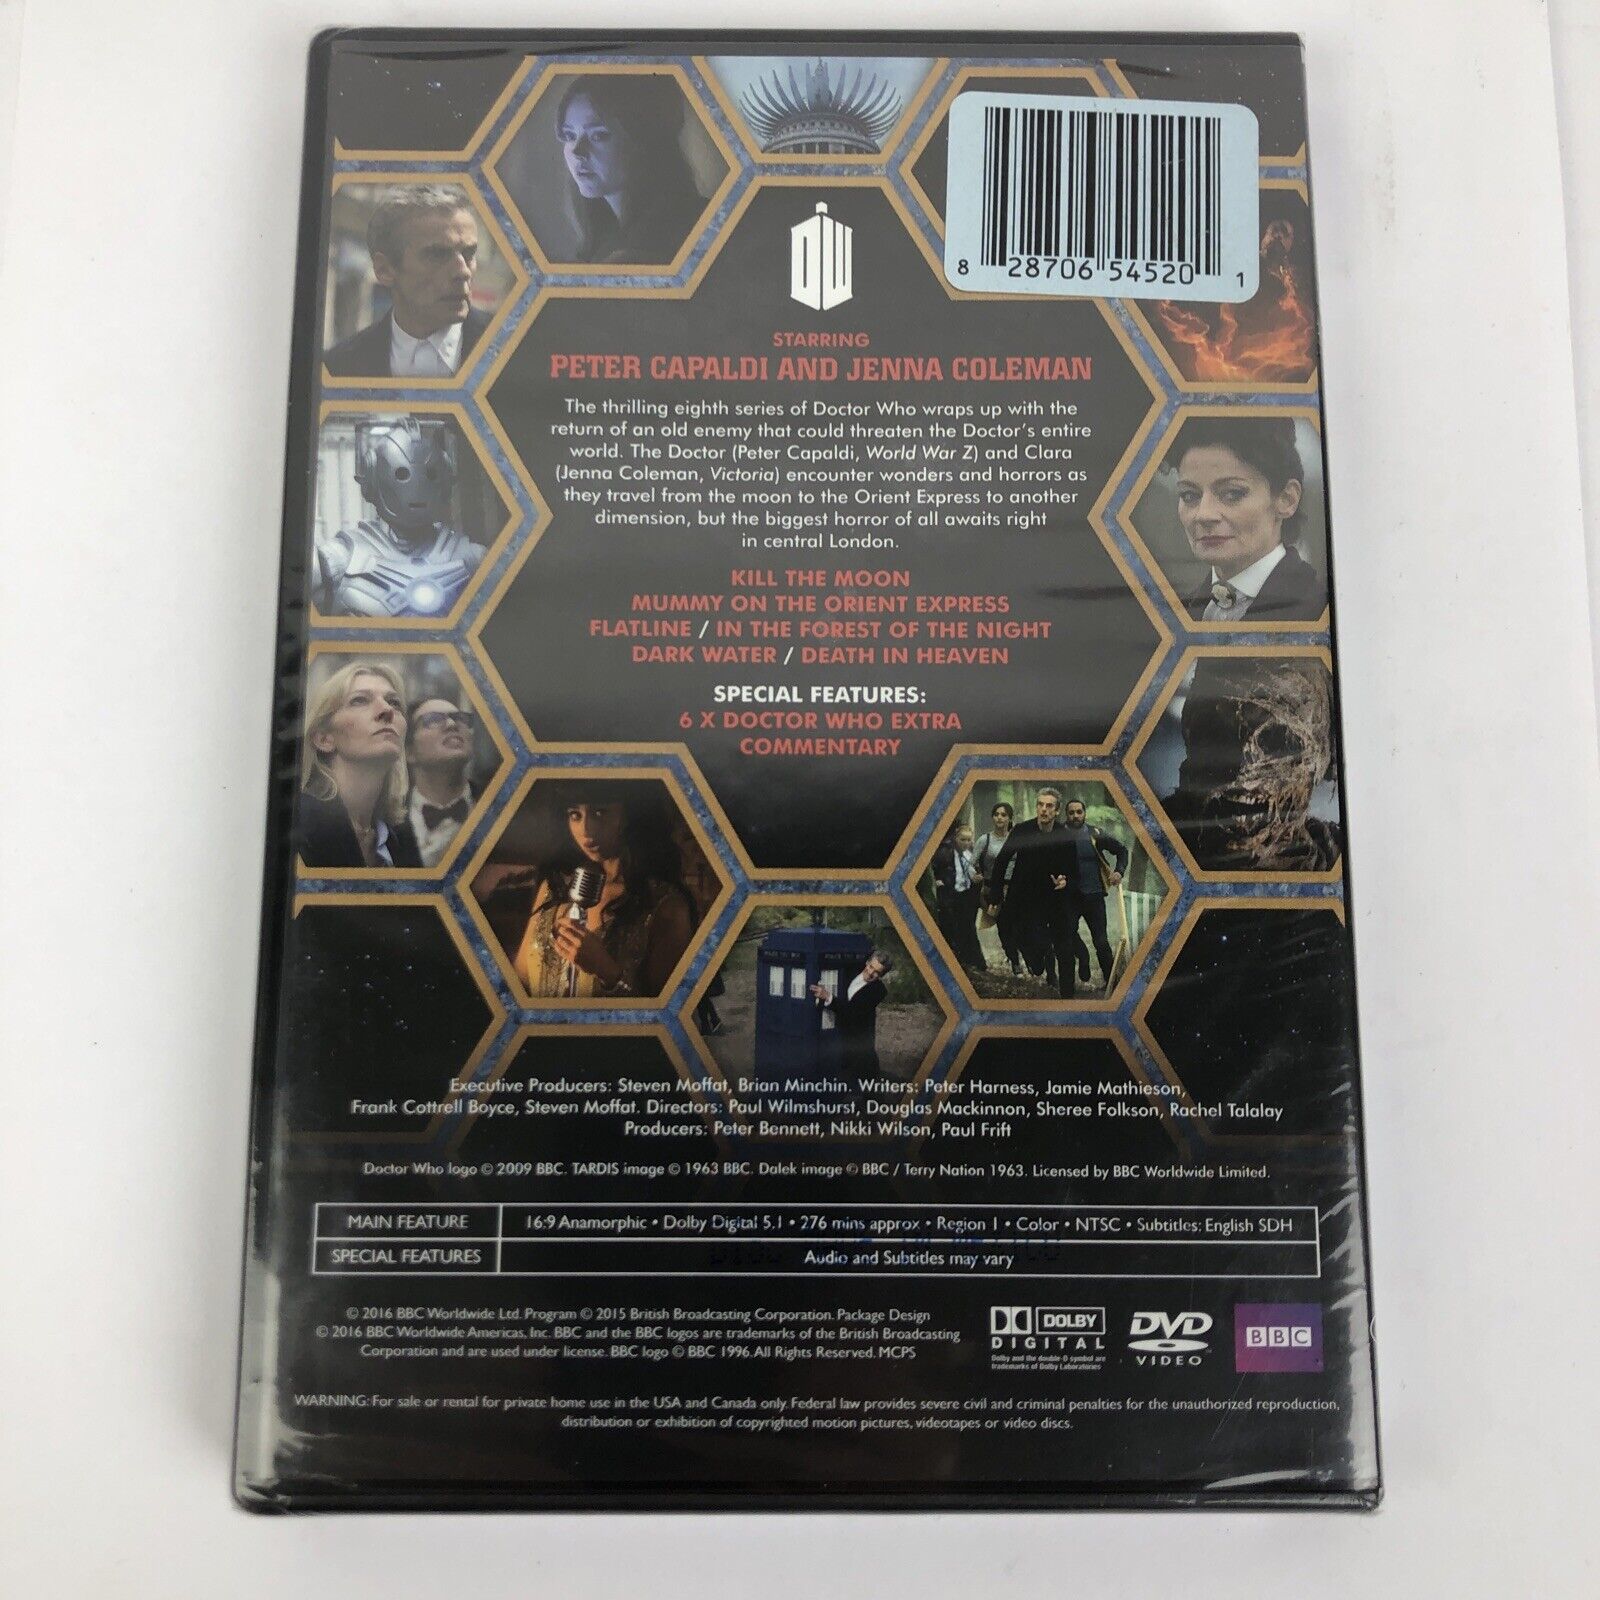 8 28706 54520 1
DW
STARRING
PETER CAPALDI AND JENNA COLEMAN
The thrilling eighth series of Doctor Who wraps up with the
return of an old enemy that could threaten the Doctor's entire
world. The Doctor (Peter Capaldi, World War Z) and Clara
(Jenna Coleman, Victoria) encounter wonders and horrors as
they travel from the moon to the Orient Express to another
dimension, but the biggest horror of all awaits right
in central London.
KILL THE MOON
MUMMY ON THE ORIENT EXPRESS
FLATLINE / IN THE FOREST OF THE NIGHT
DARK WATER / DEATH IN HEAVEN
SPECIAL FEATURES:
6 X DOCTOR WHO EXTRA
COMMENTARY
Executive Producers: Steven Moffat, Brian Minchin. Writers: Peter Harness, Jamie Mathieson,
Frank Cottrell Boyce, Steven Moffat. Directors: Paul Wilmshurst, Douglas Mackinnon, Sheree Folkson, Rachel Talalay
Producers: Peter Bennett, Nikki Wilson, Paul Frift
Doctor Who logo © 2009 BBC. TARDIS image © 1963 BBC. Dalek image © BBC / Terry Nation 1963. Licensed by BBC Worldwide Limited.
MAIN FEATURE 16:9 Anamorphic • Dolby Digital 5.1 • 276 mins approx • Region 1 • Color • NTSC • Subtitles: English SDH
SPECIAL FEATURES Audio and Subtitles may vary
© 2016 BBC Worldwide Ltd. Program © 2015 British Broadcasting Corporation. Package Design
© 2016 BBC Worldwide Americas, Inc. BBC and the BBC logos are trademarks of the British Broadcasting
Corporation and are used under license. BBC logo © BBC 1996. All Rights Reserved. MCPS
DOLBY
DIGITAL
Dolby and the double-D symbol are
trademarks of Dolby Laboratories
DVD
VIDEO
BBC
WARNING: For sale or rental for private home use in the USA and Canada only. Federal law provides severe civil and criminal penalties for the unauthorized reproduction,
distribution or exhibition of copyrighted motion pictures, videotapes or video discs.